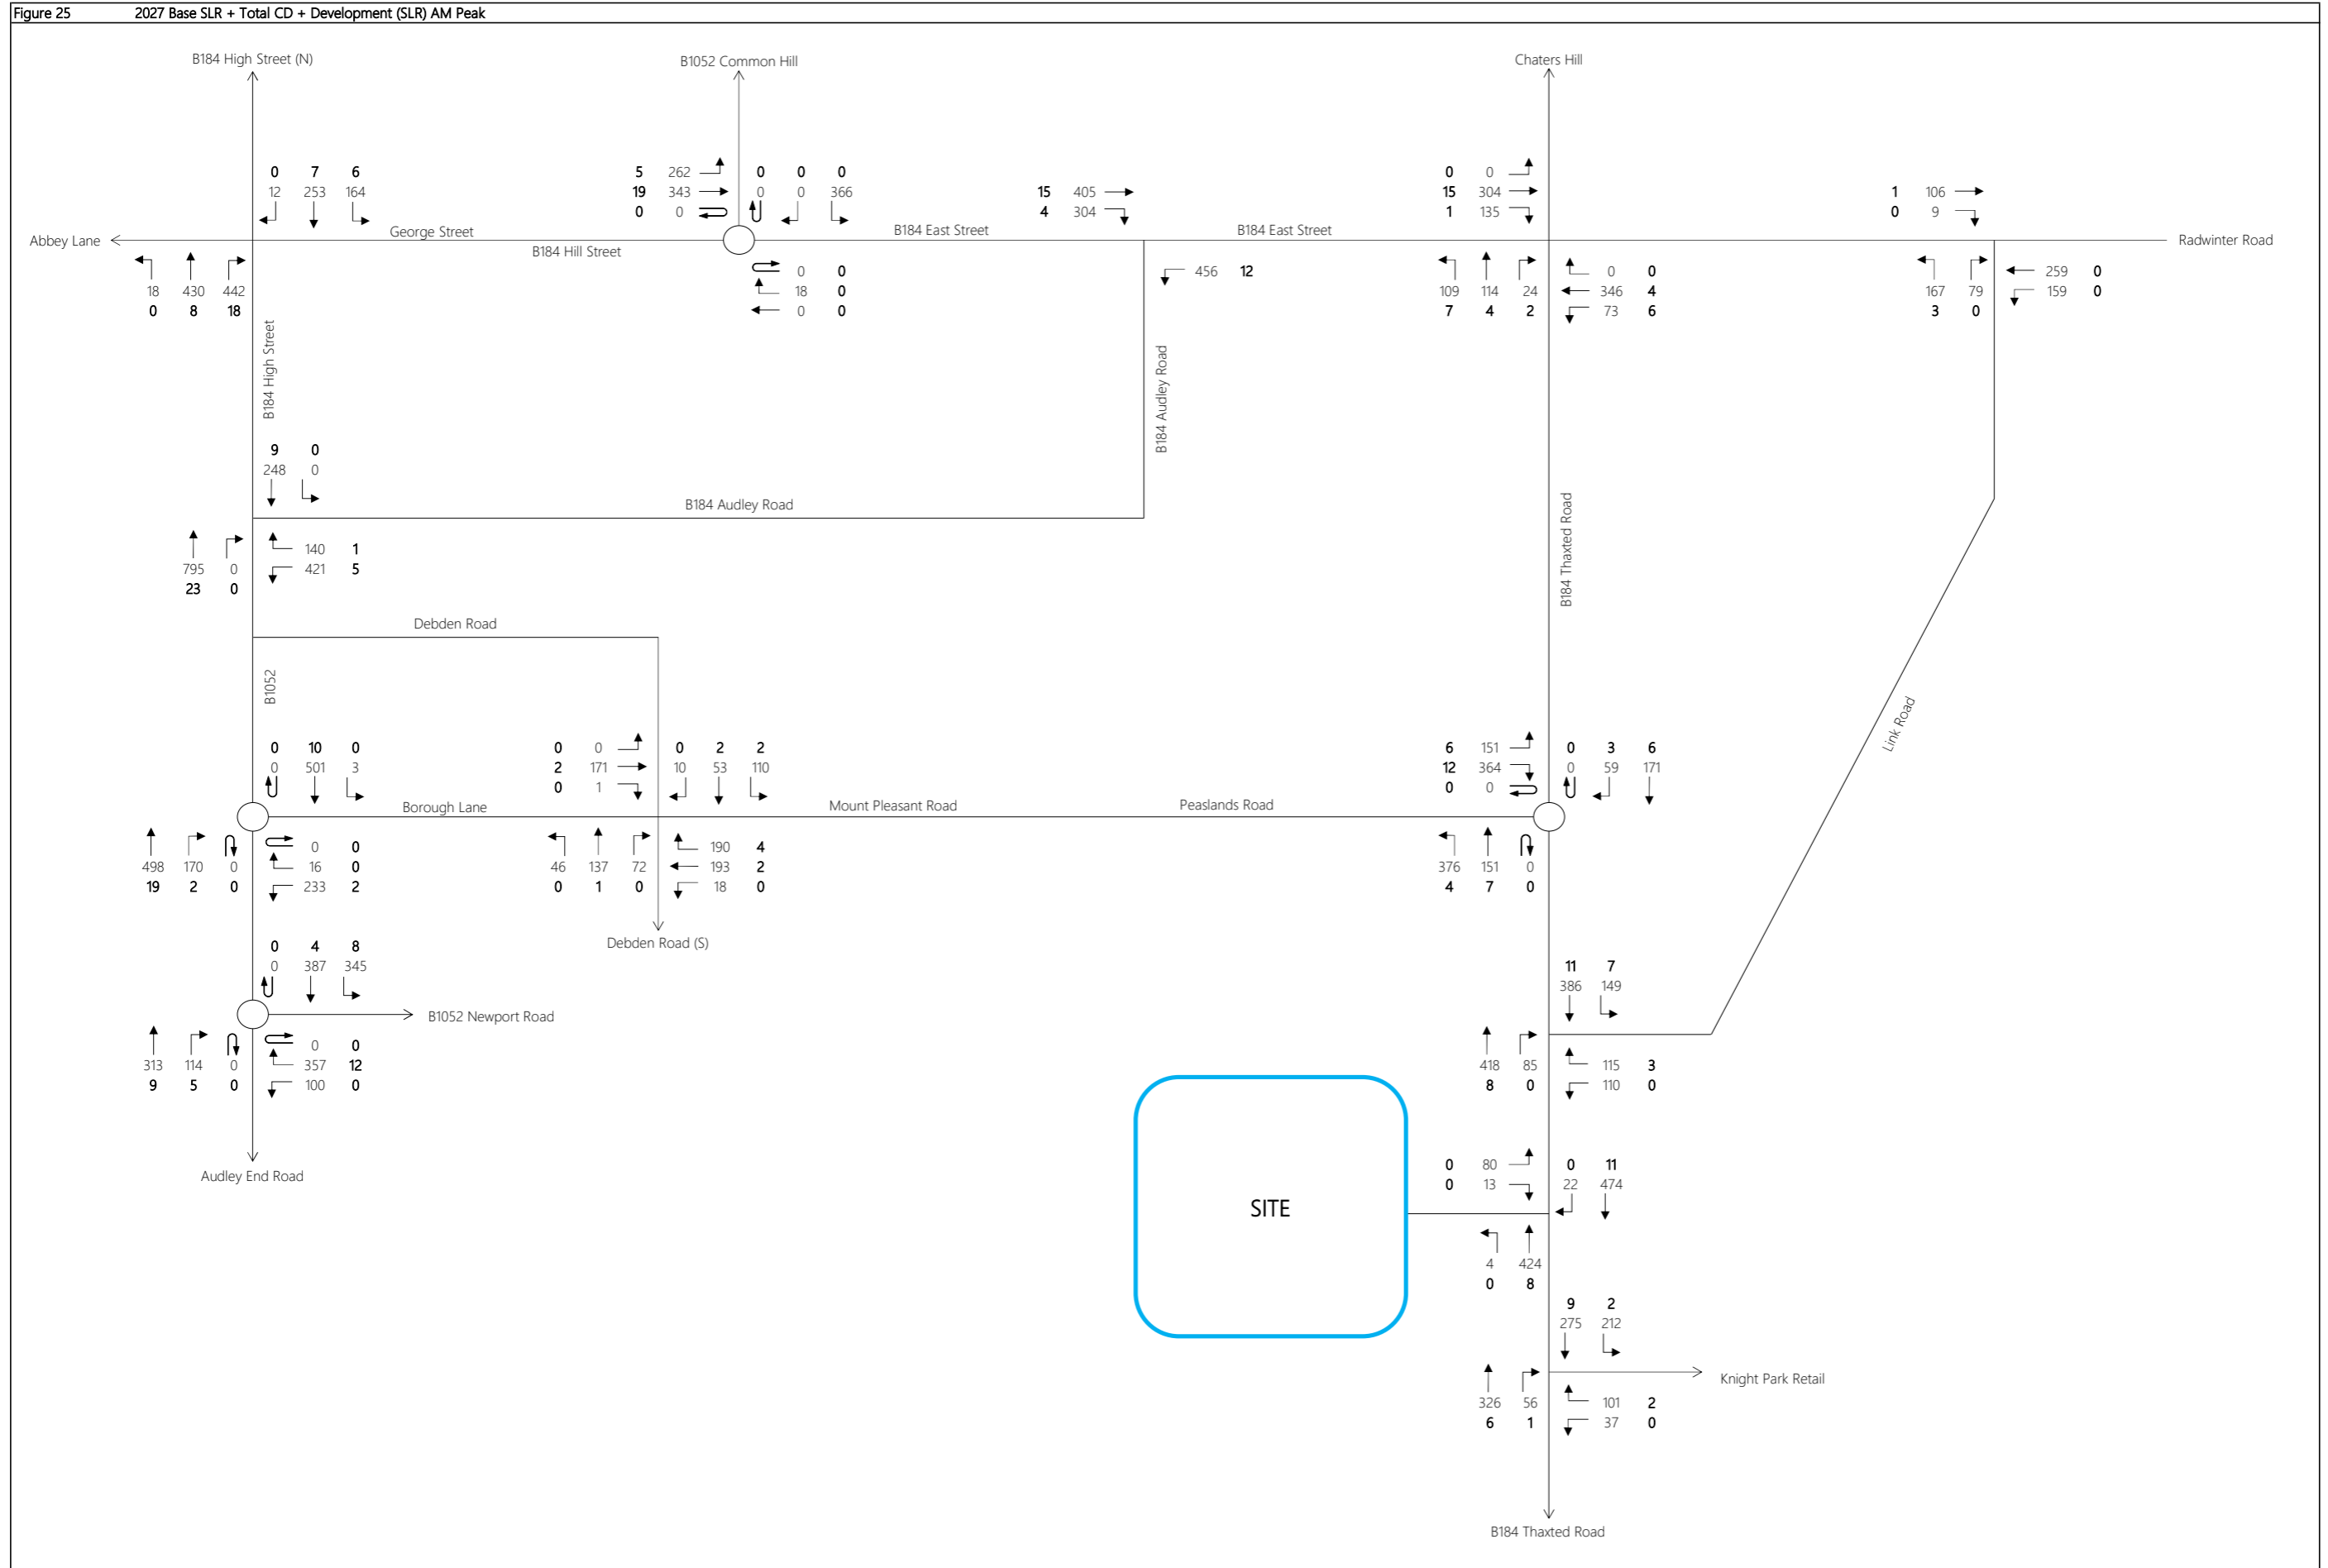 Figure 25 2027 Base SLR + Total CD + Development (SLR) AM Peak
B184 High Street (N)
B1052 Common Hill
Chaters Hill
0 7 6
12 253 164
5 262
19 343
0 0
0 0 0
0 0 366
15 405
4 304
0 0
15 304
1 135
1 106
0 9
Abbey Lane
George Street
B184 Hill Street
B184 East Street
B184 East Street
Radwinter Road
18 430 442
0 8 18
0 0
18 0
0 0
456 12
109 114 24
7 4 2
0 0
346 4
73 6
167 79
3 0
259 0
159 0
B184 High Street
B184 Audley Road
9 0
248 0
B184 Audley Road
B184 Thaxted Road
795 0
23 0
140 1
421 5
Debden Road
B1052
Link Road
0 10 0
0 501 3
0 0
2 171
0 1
0 2 2
10 53 110
6 151
12 364
0 0
0 3 6
0 59 171
Borough Lane
Mount Pleasant Road
Peaslands Road
498 170 0
19 2 0
0 0
16 0
233 2
46 137 72
0 1 0
190 4
193 2
18 0
376 151 0
4 7 0
Debden Road (S)
0 4 8
0 387 345
11 7
386 149
B1052 Newport Road
313 114 0
9 5 0
0 0
357 12
100 0
418 85
8 0
115 3
110 0
Audley End Road
SITE
0 80
0 13
0 11
22 474
4 424
0 8
9 2
275 212
Knight Park Retail
326 56
6 1
101 2
37 0
B184 Thaxted Road